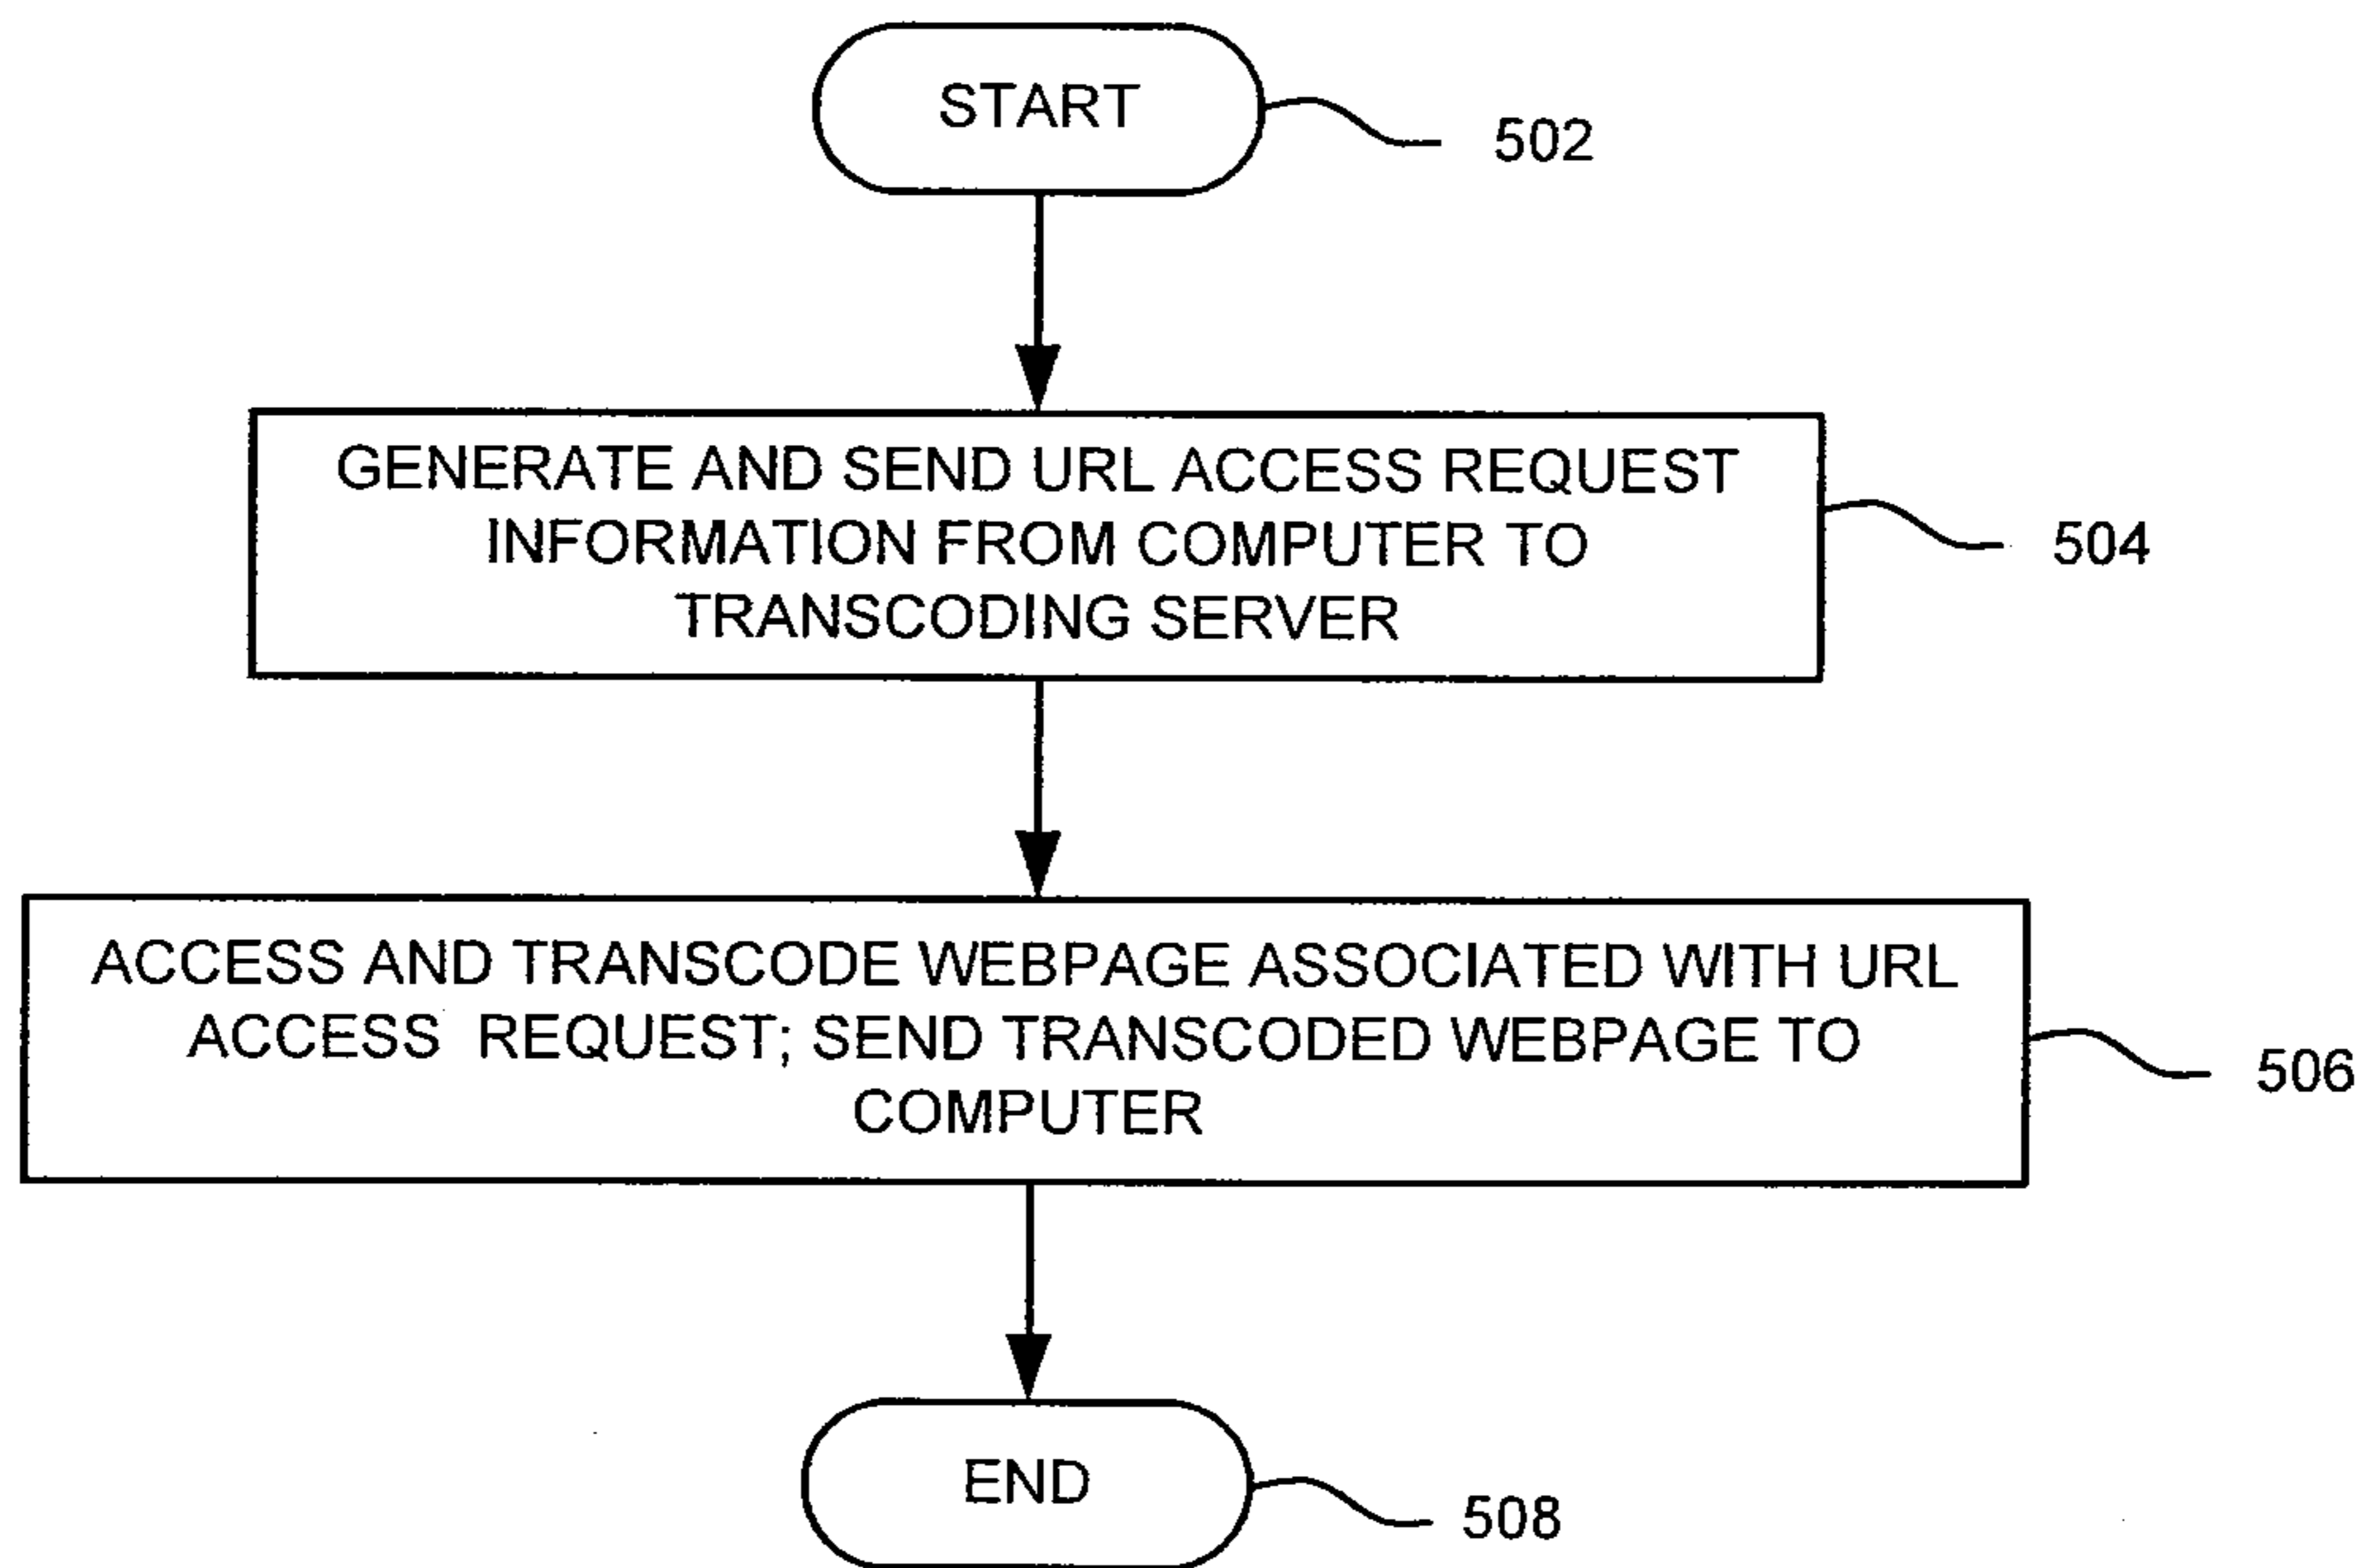 START
502
GENERATE AND SEND URL ACCESS REQUEST
INFORMATION FROM COMPUTER TO
TRANSCODING SERVER
504
ACCESS AND TRANSCODE WEBPAGE ASSOCIATED WITH URL
ACCESS REQUEST; SEND TRANSCODED WEBPAGE TO
COMPUTER
506
END
508